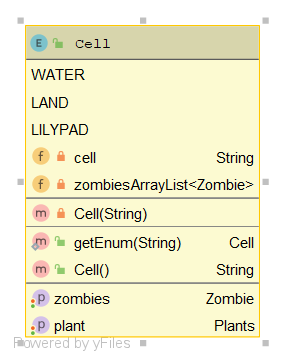 E Cell
WATER
LAND
LILYPAD
f cell String
f zombiesArrayList<Zombie>
m Cell(String)
m getEnum(String) Cell
m Cell() String
p zombies Zombie
p plant Plants
Powered by yFiles